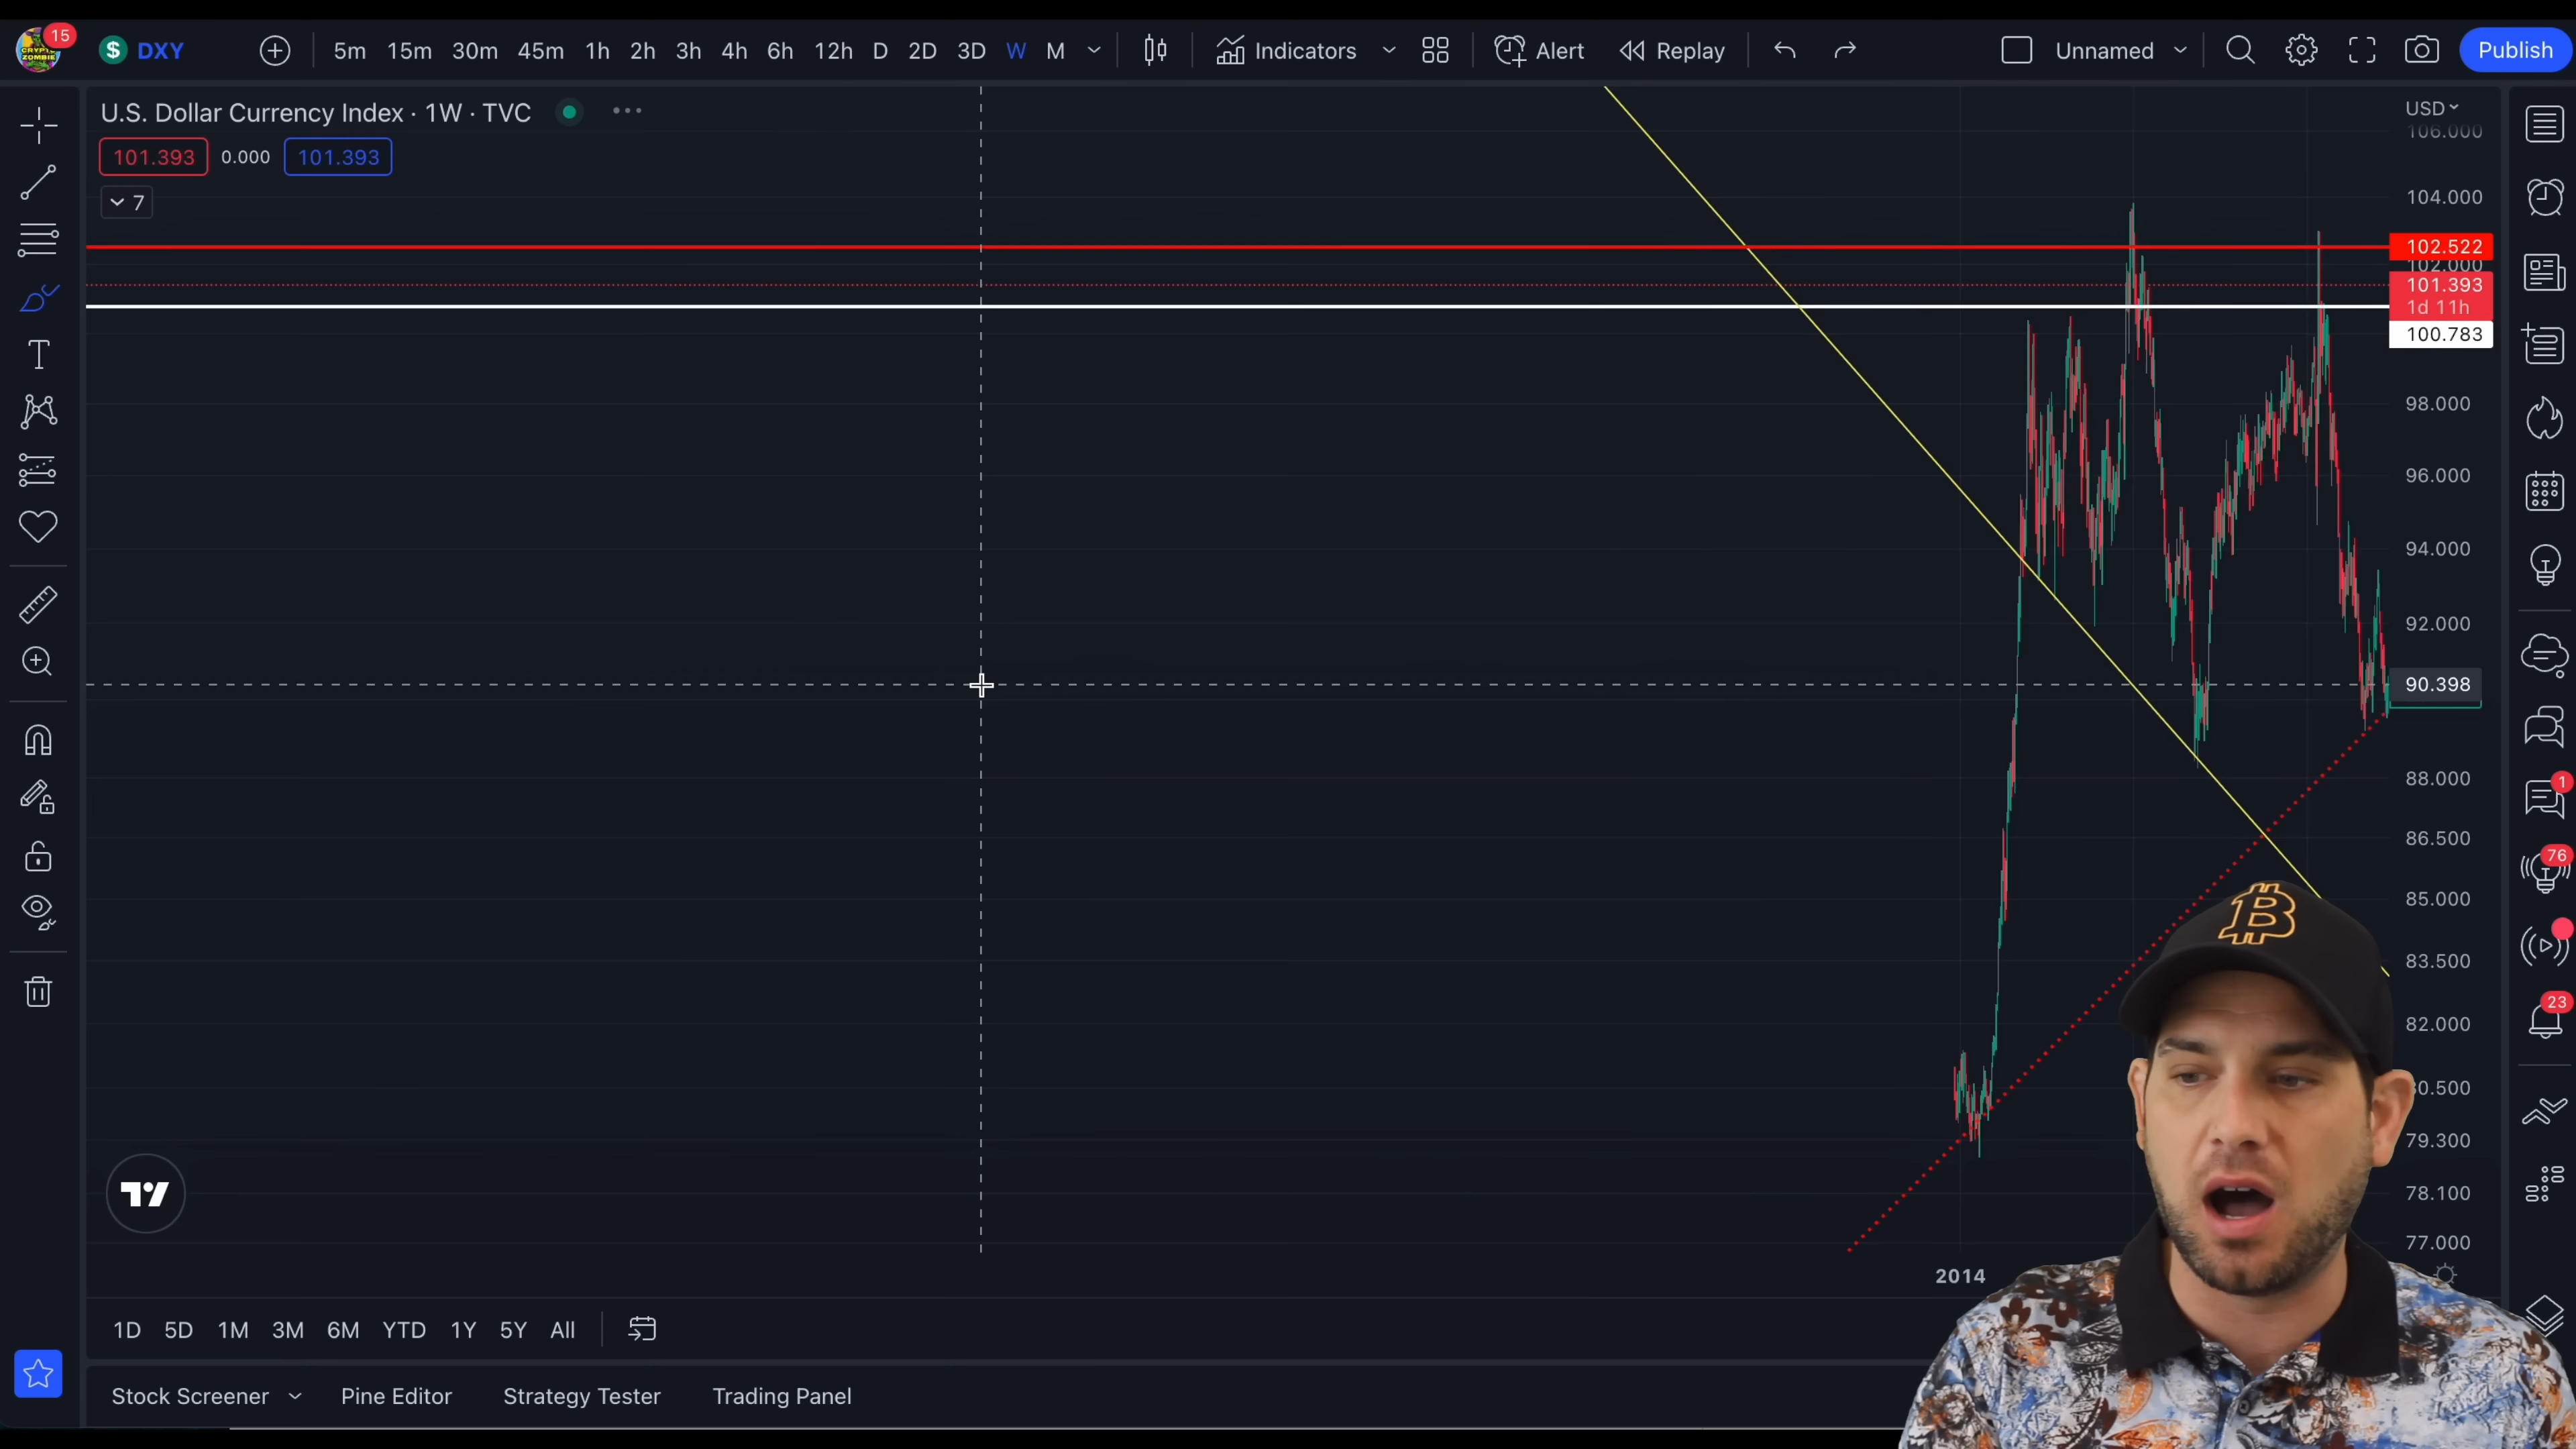 15
$ DXY 5m 15m 30m 45m 1h 2h 3h 4h 6h 12h D 2D 3D W M Indicators Alert Replay Unnamed Publish
U.S. Dollar Currency Index · 1W · TVC
101.393 0.000 101.393
7
USD
106.000
104.000
102.522
102.000
101.393
1d 11h
100.783
98.000
96.000
94.000
92.000
90.398
88.000
86.500
85.000
83.500
82.000
80.500
79.300
78.100
77.000
1
76
23
B
2014
1D 5D 1M 3M 6M YTD 1Y 5Y All
Stock Screener Pine Editor Strategy Tester Trading Panel
CRYPTO
ZOMBIE